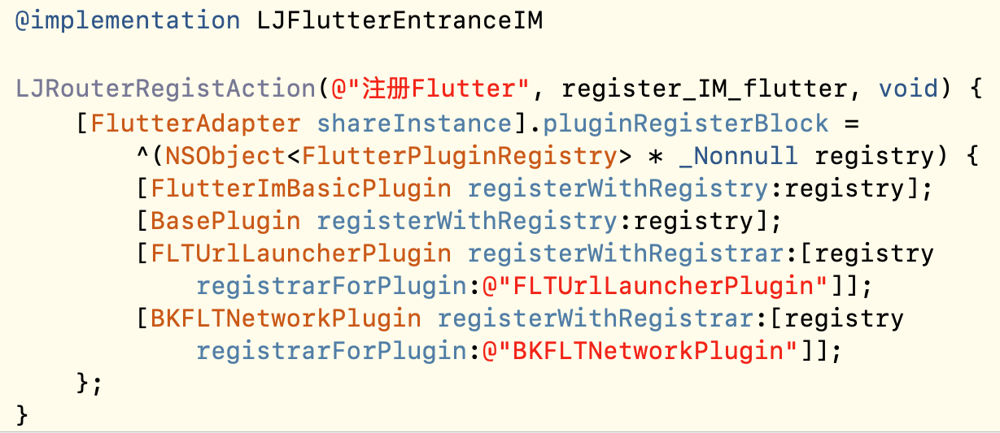 @implementation LJFlutterEntranceIM
LJRouterRegistAction(@"注册Flutter", register_IM_flutter, void) {
[FlutterAdapter shareInstance].pluginRegisterBlock =
^(NSObject<FlutterPluginRegistry> * _Nonnull registry) {
[FlutterImBasicPlugin registerWithRegistry:registry];
[BasePlugin registerWithRegistry:registry];
[FLTUrlLauncherPlugin registerWithRegistrar:[registry
registrarForPlugin:@"FLTUrlLauncherPlugin"]];
[BKFLTNetworkPlugin registerWithRegistrar:[registry
registrarForPlugin:@"BKFLTNetworkPlugin"]];
};
}